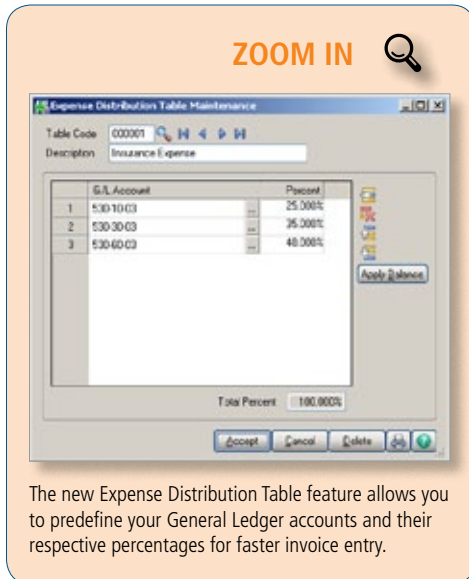 ZOOM IN
Expense Distribution Table Maintenance
Table Code 000001
Description Insurance Expense
G/L Account Percent
1 530-10-03 ... 25.000%
2 530-30-03 ... 35.000%
3 530-60-03 ... 40.000%
Apply Balance
Total Percent 100.000%
Accept Cancel Delete
The new Expense Distribution Table feature allows you
to predefine your General Ledger accounts and their
respective percentages for faster invoice entry.